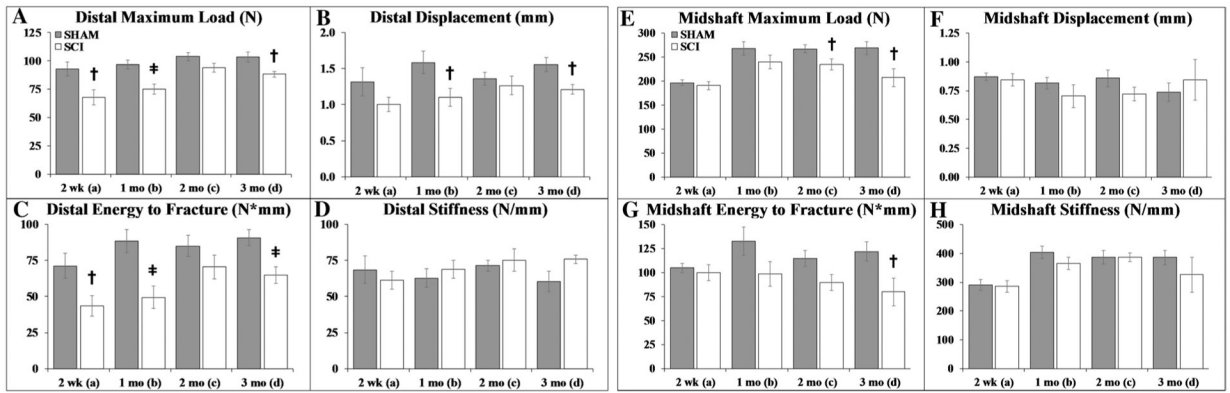 A Distal Maximum Load (N)
SHAM
SCI
125
100
75
50
25
0
† ‡ †
2 wk (a) 1 mo (b) 2 mo (c) 3 mo (d)
B Distal Displacement (mm)
2.0
1.5
1.0
0.5
0.0
† †
2 wk (a) 1 mo (b) 2 mo (c) 3 mo (d)
C Distal Energy to Fracture (N*mm)
100
75
50
25
0
† ‡ ‡
2 wk (a) 1 mo (b) 2 mo (c) 3 mo (d)
D Distal Stiffness (N/mm)
100
75
50
25
0
2 wk (a) 1 mo (b) 2 mo (c) 3 mo (d)
E Midshaft Maximum Load (N)
SHAM
SCI
300
250
200
150
100
50
0
† †
2 wk (a) 1 mo (b) 2 mo (c) 3 mo (d)
F Midshaft Displacement (mm)
1.25
1.00
0.75
0.50
0.25
0.00
2 wk (a) 1 mo (b) 2 mo (c) 3 mo (d)
G Midshaft Energy to Fracture (N*mm)
150
125
100
75
50
25
0
†
2 wk (a) 1 mo (b) 2 mo (c) 3 mo (d)
H Midshaft Stiffness (N/mm)
500
400
300
200
100
0
2 wk (a) 1 mo (b) 2 mo (c) 3 mo (d)